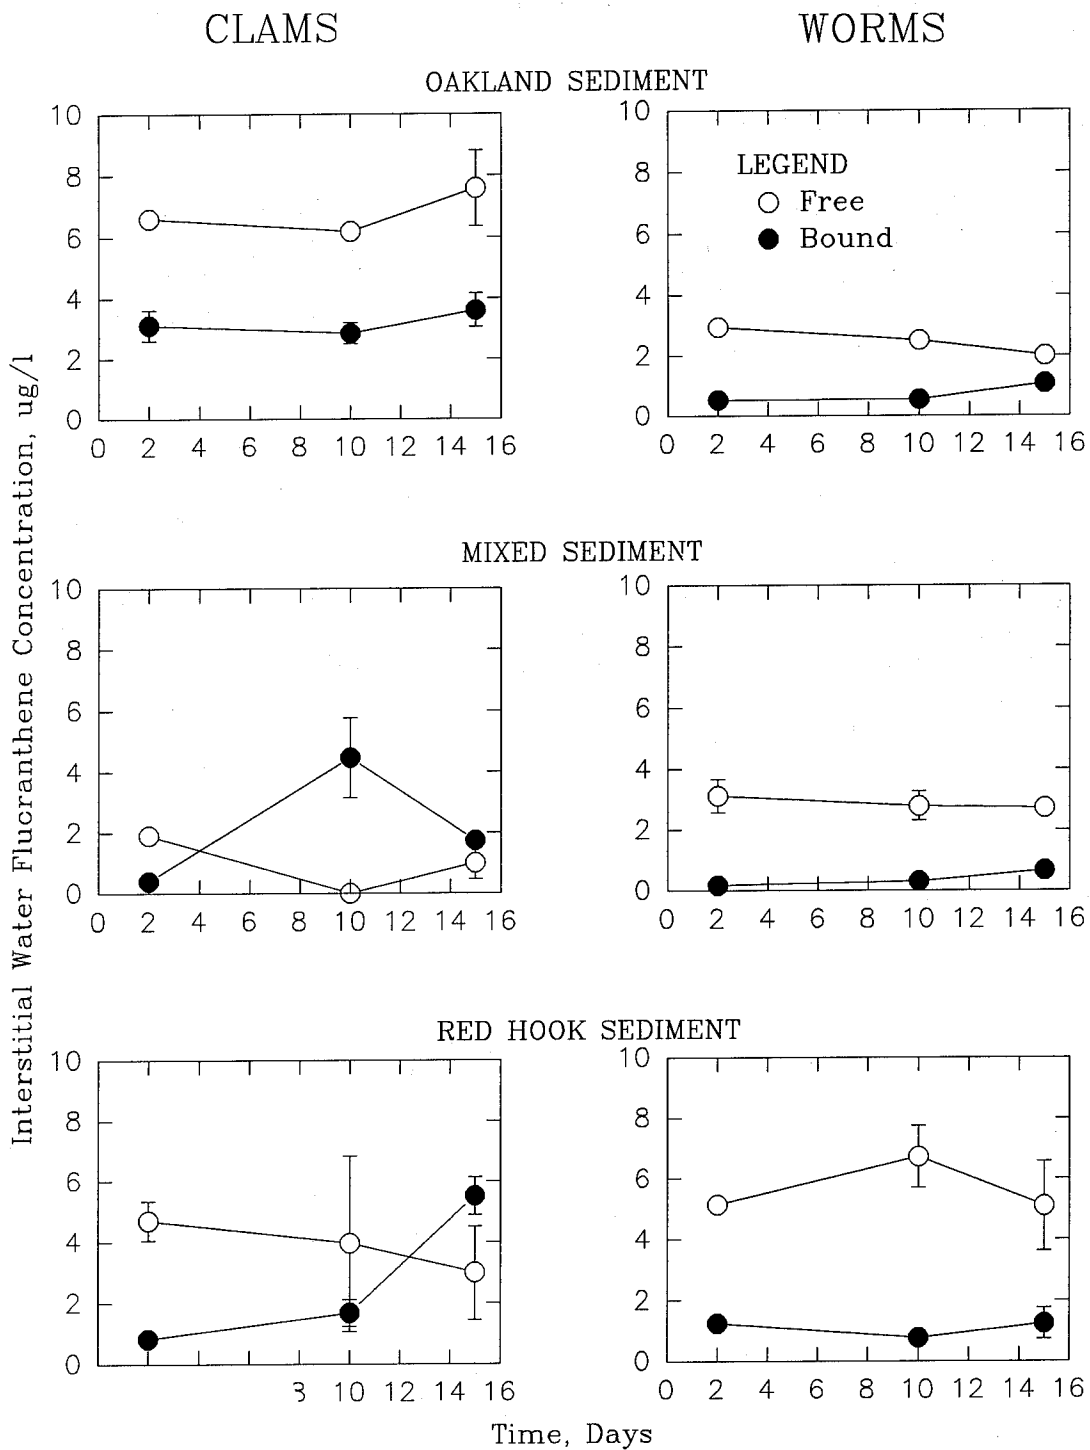 CLAMS WORMS
OAKLAND SEDIMENT
10 10
8 8
6 6
4 4
2 2
0 0
LEGEND
Free
Bound
0 2 4 6 8 10 12 14 16 0 2 4 6 8 10 12 14 16
MIXED SEDIMENT
10 10
8 8
6 6
4 4
2 2
0 0
0 2 4 6 8 10 12 14 16 0 2 4 6 8 10 12 14 16
RED HOOK SEDIMENT
10 10
8 8
6 6
4 4
2 2
0 0
3 10 12 14 16 0 2 4 6 8 10 12 14 16
Interstitial Water Flucranthene Concentration, ug/l
Time, Days